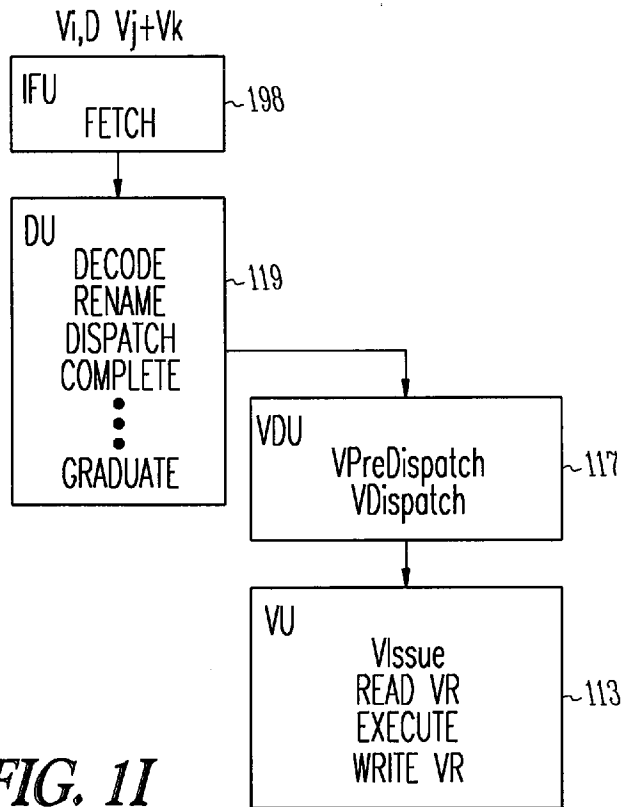 Vi,D Vj+Vk
IFU
FETCH
198
DU
DECODE
RENAME
DISPATCH
COMPLETE
GRADUATE
119
VDU
VPreDispatch
VDispatch
117
VU
VIssue
READ VR
EXECUTE
WRITE VR
113
FIG. 1I